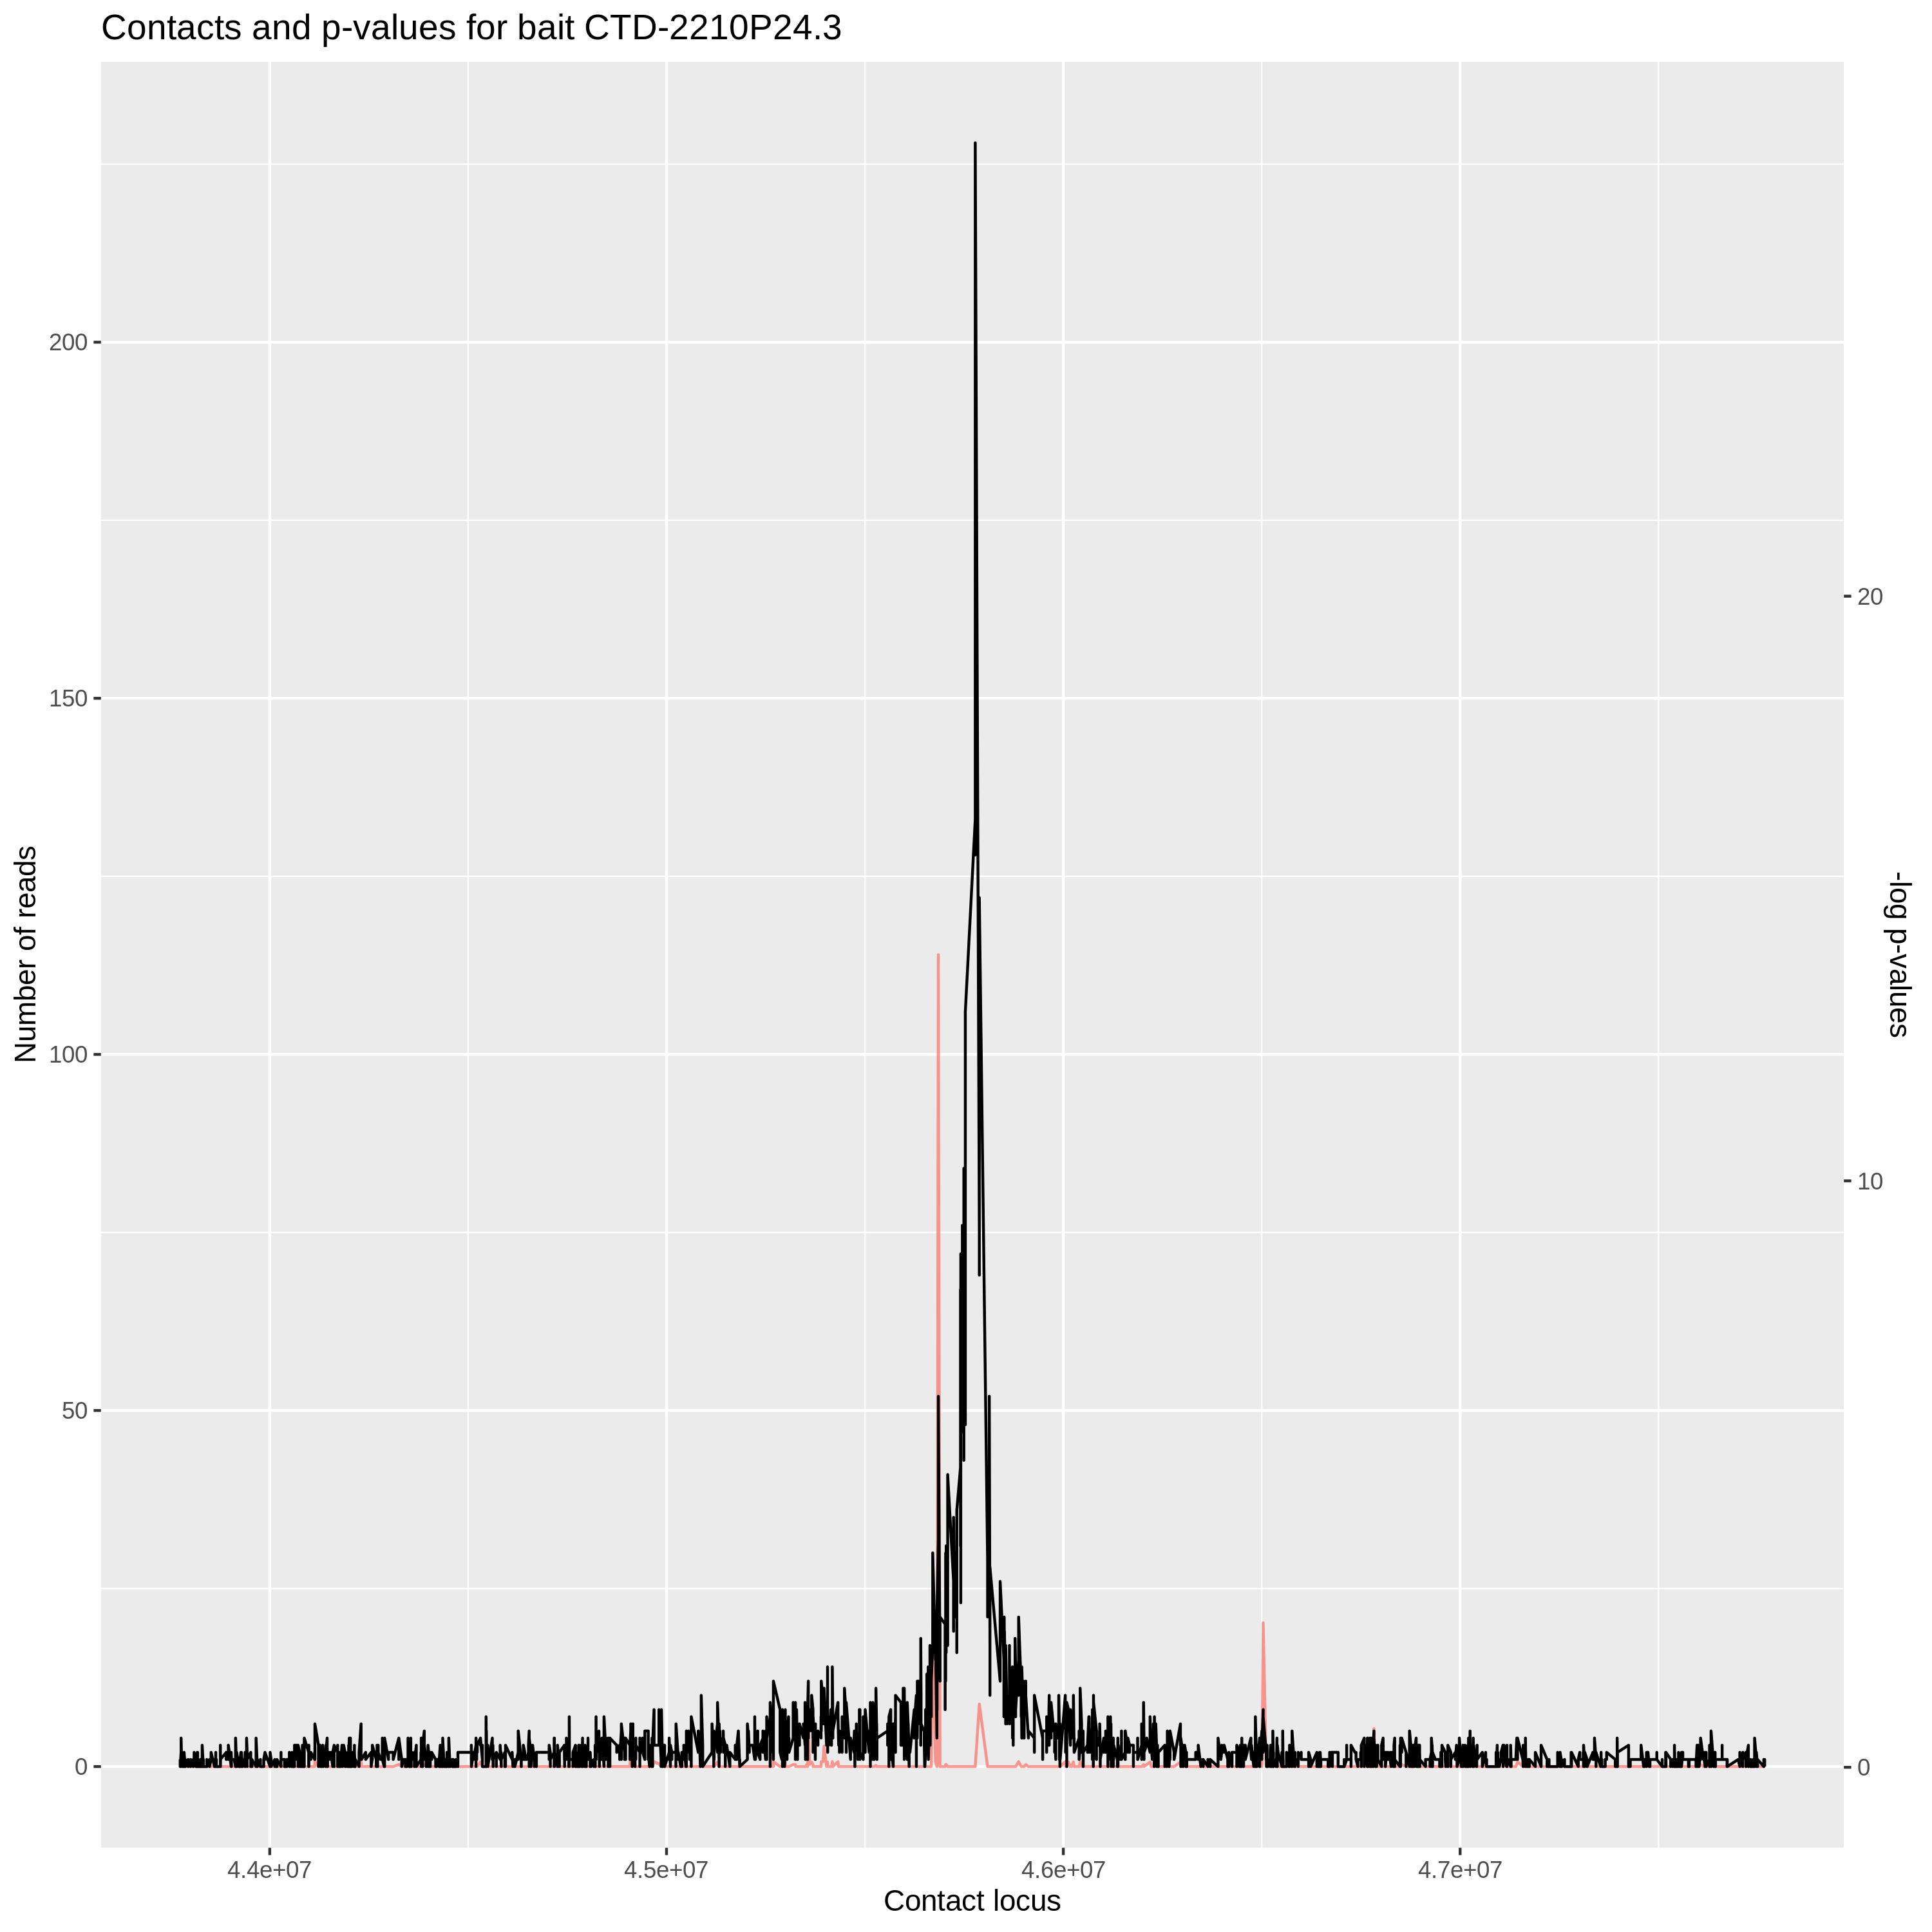 Contacts and p-values for bait CTD-2210P24.3
Number of reads
200
150
100
50
0
20
10
0
-log p-values
4.4e+07
4.5e+07
4.6e+07
4.7e+07
Contact locus